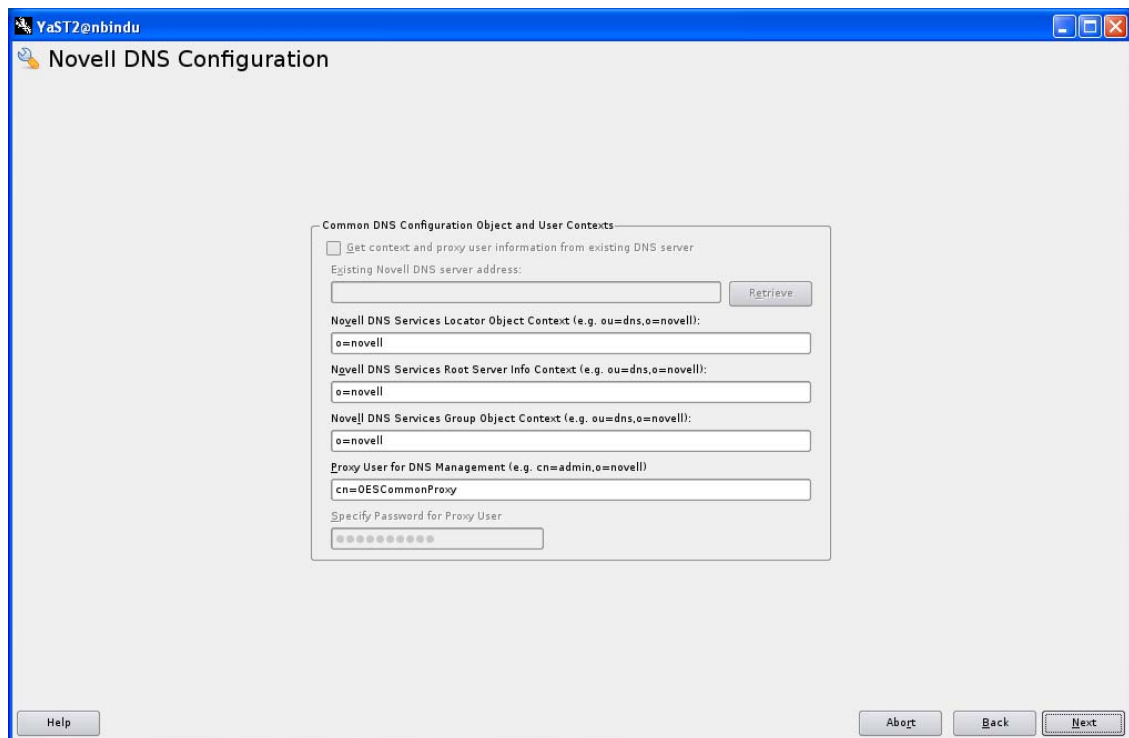 YaST2@nbindu
Novell DNS Configuration
Common DNS Configuration Object and User Contexts
Get context and proxy user information from existing DNS server
Existing Novell DNS server address:
Retrieve
Novell DNS Services Locator Object Context (e.g. ou=dns,o=novell):
o=novell
Novell DNS Services Root Server Info Context (e.g. ou=dns,o=novell):
o=novell
Novell DNS Services Group Object Context (e.g. ou=dns,o=novell):
o=novell
Proxy User for DNS Management (e.g. cn=admin,o=novell)
cn=OESCommonProxy
Specify Password for Proxy User
Help
Abort
Back
Next